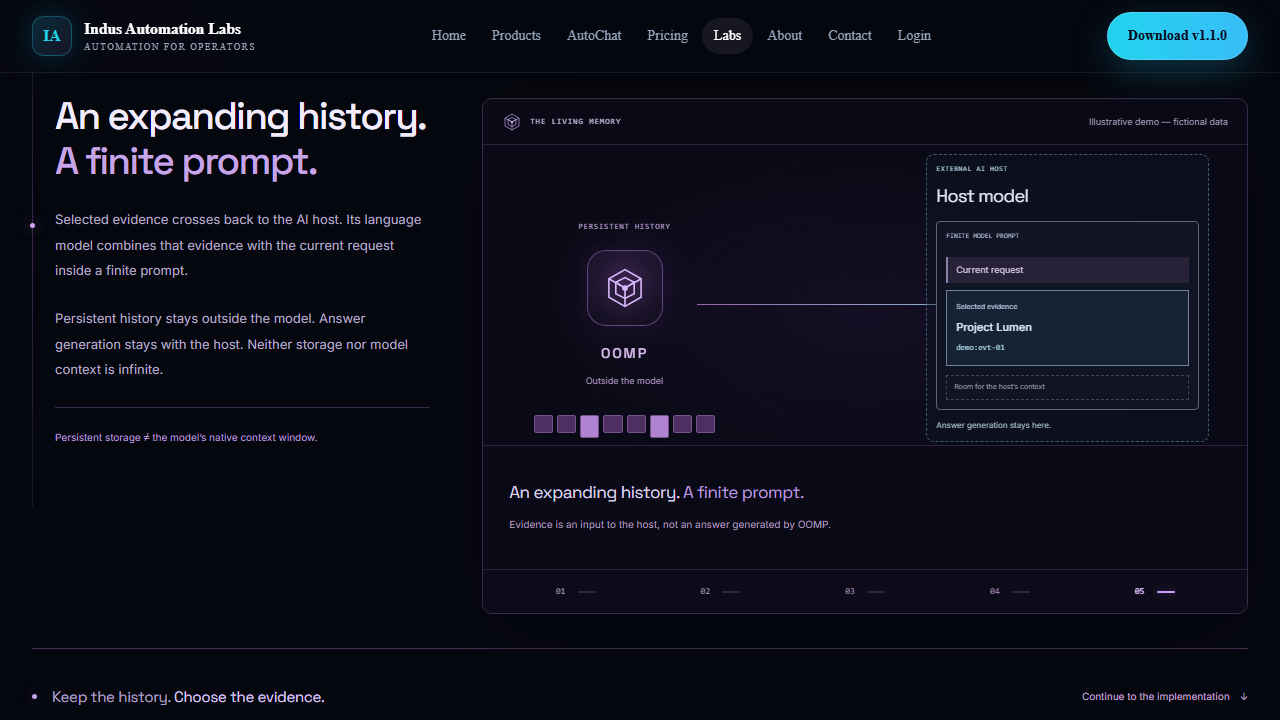 IA
Indus Automation Labs
AUTOMATION FOR OPERATORS
Home
Products
AutoChat
Pricing
Labs
About
Contact
Login
Download v1.1.0
An expanding history.
A finite prompt.
Selected evidence crosses back to the AI host. Its language
model combines that evidence with the current request
inside a finite prompt.
Persistent history stays outside the model. Answer
generation stays with the host. Neither storage nor model
context is infinite.
Persistent storage ≠ the model's native context window.
THE LIVING MEMORY
Illustrative demo — fictional data
PERSISTENT HISTORY
OOMP
Outside the model
EXTERNAL AI HOST
Host model
FINITE MODEL PROMPT
Current request
Selected evidence
Project Lumen
demo:evt-01
Room for the host's context
Answer generation stays here.
An expanding history. A finite prompt.
Evidence is an input to the host, not an answer generated by OOMP.
01
02
03
04
05
Keep the history. Choose the evidence.
Continue to the implementation ↓